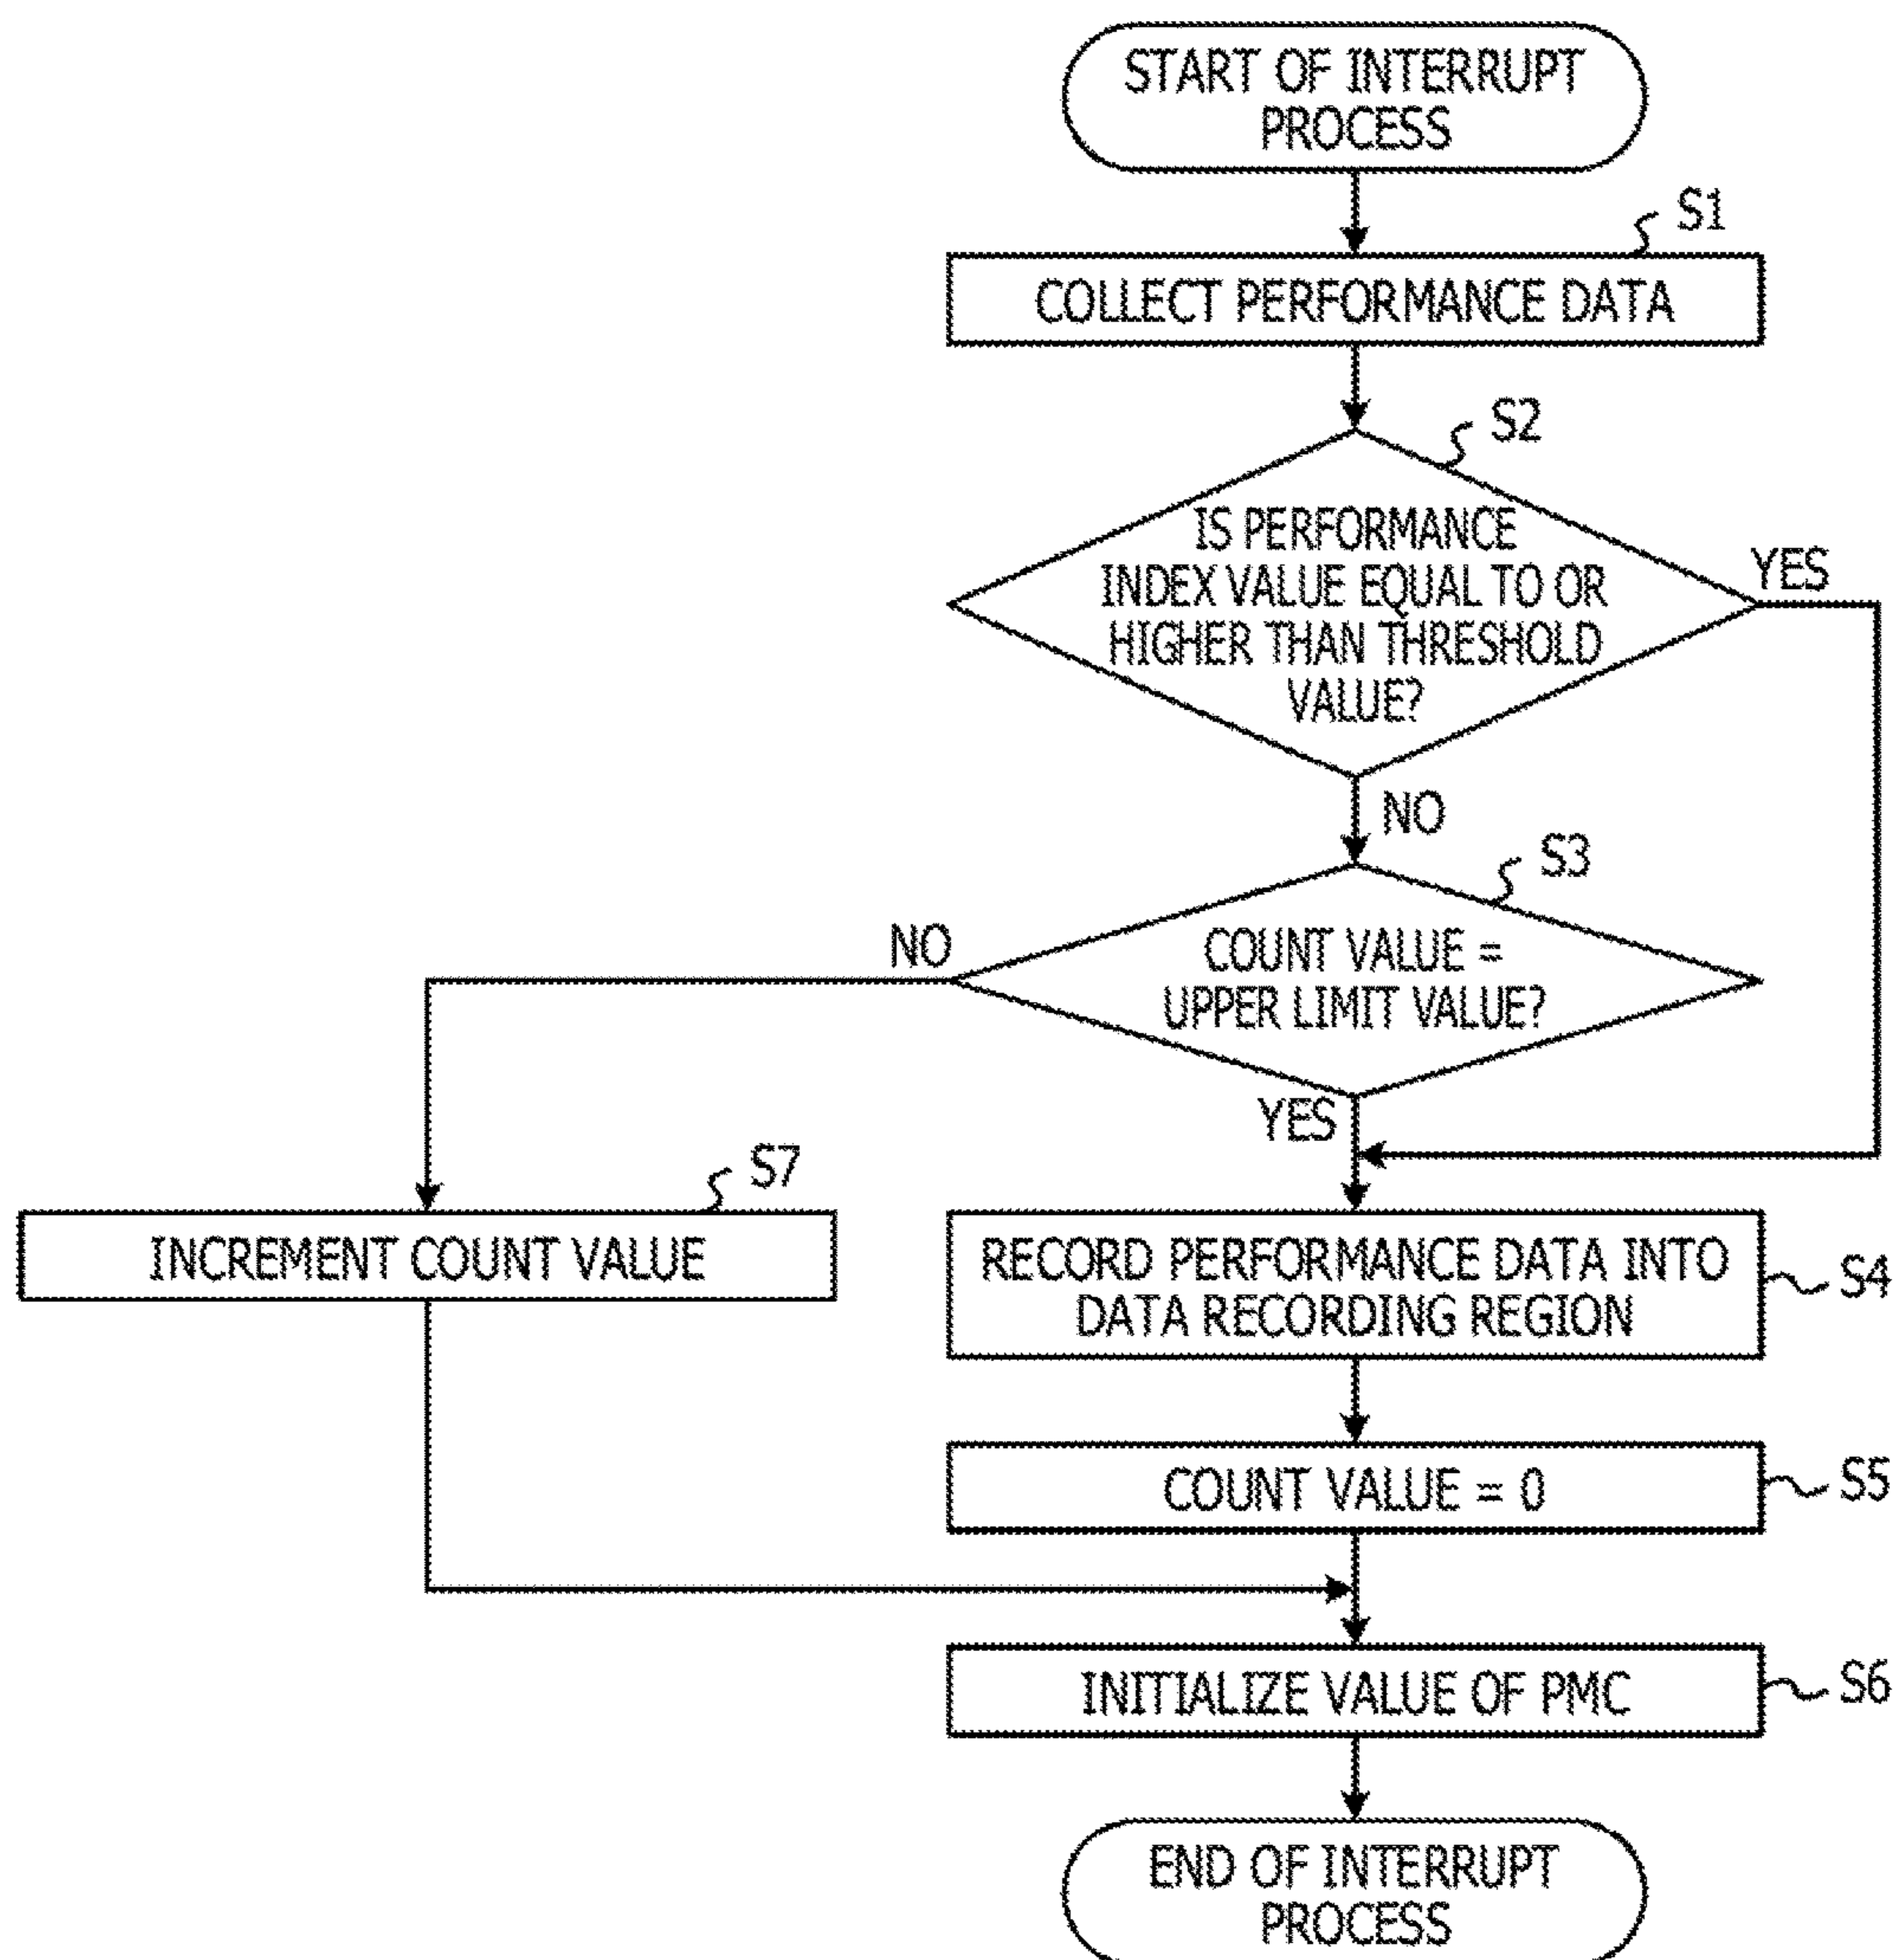 START OF INTERRUPT
PROCESS
S1
COLLECT PERFORMANCE DATA
S2
IS PERFORMANCE
INDEX VALUE EQUAL TO OR
HIGHER THAN THRESHOLD
VALUE?
YES
NO
S3
NO
COUNT VALUE =
UPPER LIMIT VALUE?
YES
S7
INCREMENT COUNT VALUE
RECORD PERFORMANCE DATA INTO
DATA RECORDING REGION
S4
COUNT VALUE = 0
S5
INITIALIZE VALUE OF PMC
S6
END OF INTERRUPT
PROCESS